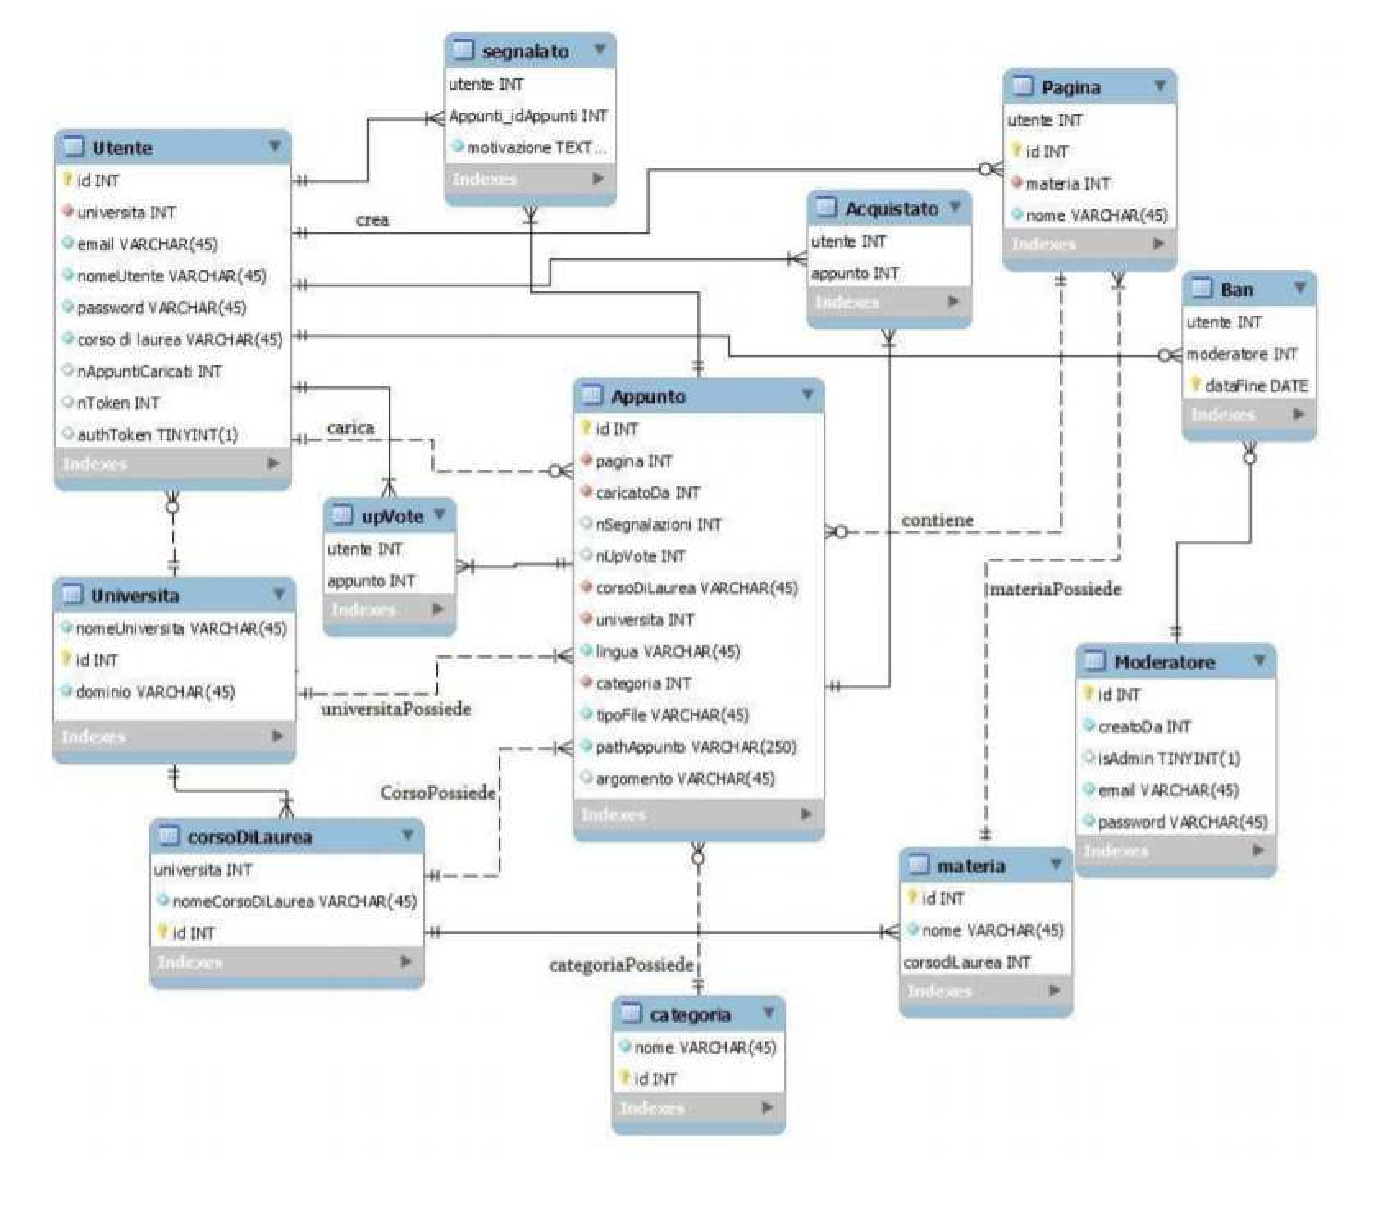 segnalato
utente INT
Appunti_idAppunti INT
motivazione TEXT...
Indexes
Pagina
utente INT
id INT
materia INT
nome VARCHAR(45)
Indexes
Utente
id INT
universita INT
email VARCHAR(45)
nomeUtente VARCHAR(45)
password VARCHAR(45)
corso di laurea VARCHAR(45)
nAppuntiCaricati INT
nToken INT
authToken TINYINT(1)
Indexes
crea
Acquistato
utente INT
appunto INT
Indexes
Ban
utente INT
moderatore INT
dataFine DATE
Indexes
carica
Appunto
id INT
pagina INT
caricatoDa INT
nSegnalazioni INT
nUpVote INT
corsoDiLaurea VARCHAR(45)
universita INT
lingua VARCHAR(45)
categoria INT
tipoFile VARCHAR(45)
pathAppunto VARCHAR(250)
argomento VARCHAR(45)
Indexes
upVote
utente INT
appunto INT
Indexes
contiene
materiaPossiede
Universita
nomeUniversita VARCHAR(45)
id INT
dominio VARCHAR(45)
Indexes
universitaPossiede
Moderatore
id INT
creatoDa INT
isAdmin TINYINT(1)
email VARCHAR(45)
password VARCHAR(45)
Indexes
CorsoPossiede
corsoDiLaurea
universita INT
nomeCorsoDiLaurea VARCHAR(45)
id INT
Indexes
materia
id INT
nome VARCHAR(45)
corsodiLaurea INT
Indexes
categoriaPossiede
categoria
nome VARCHAR(45)
id INT
Indexes